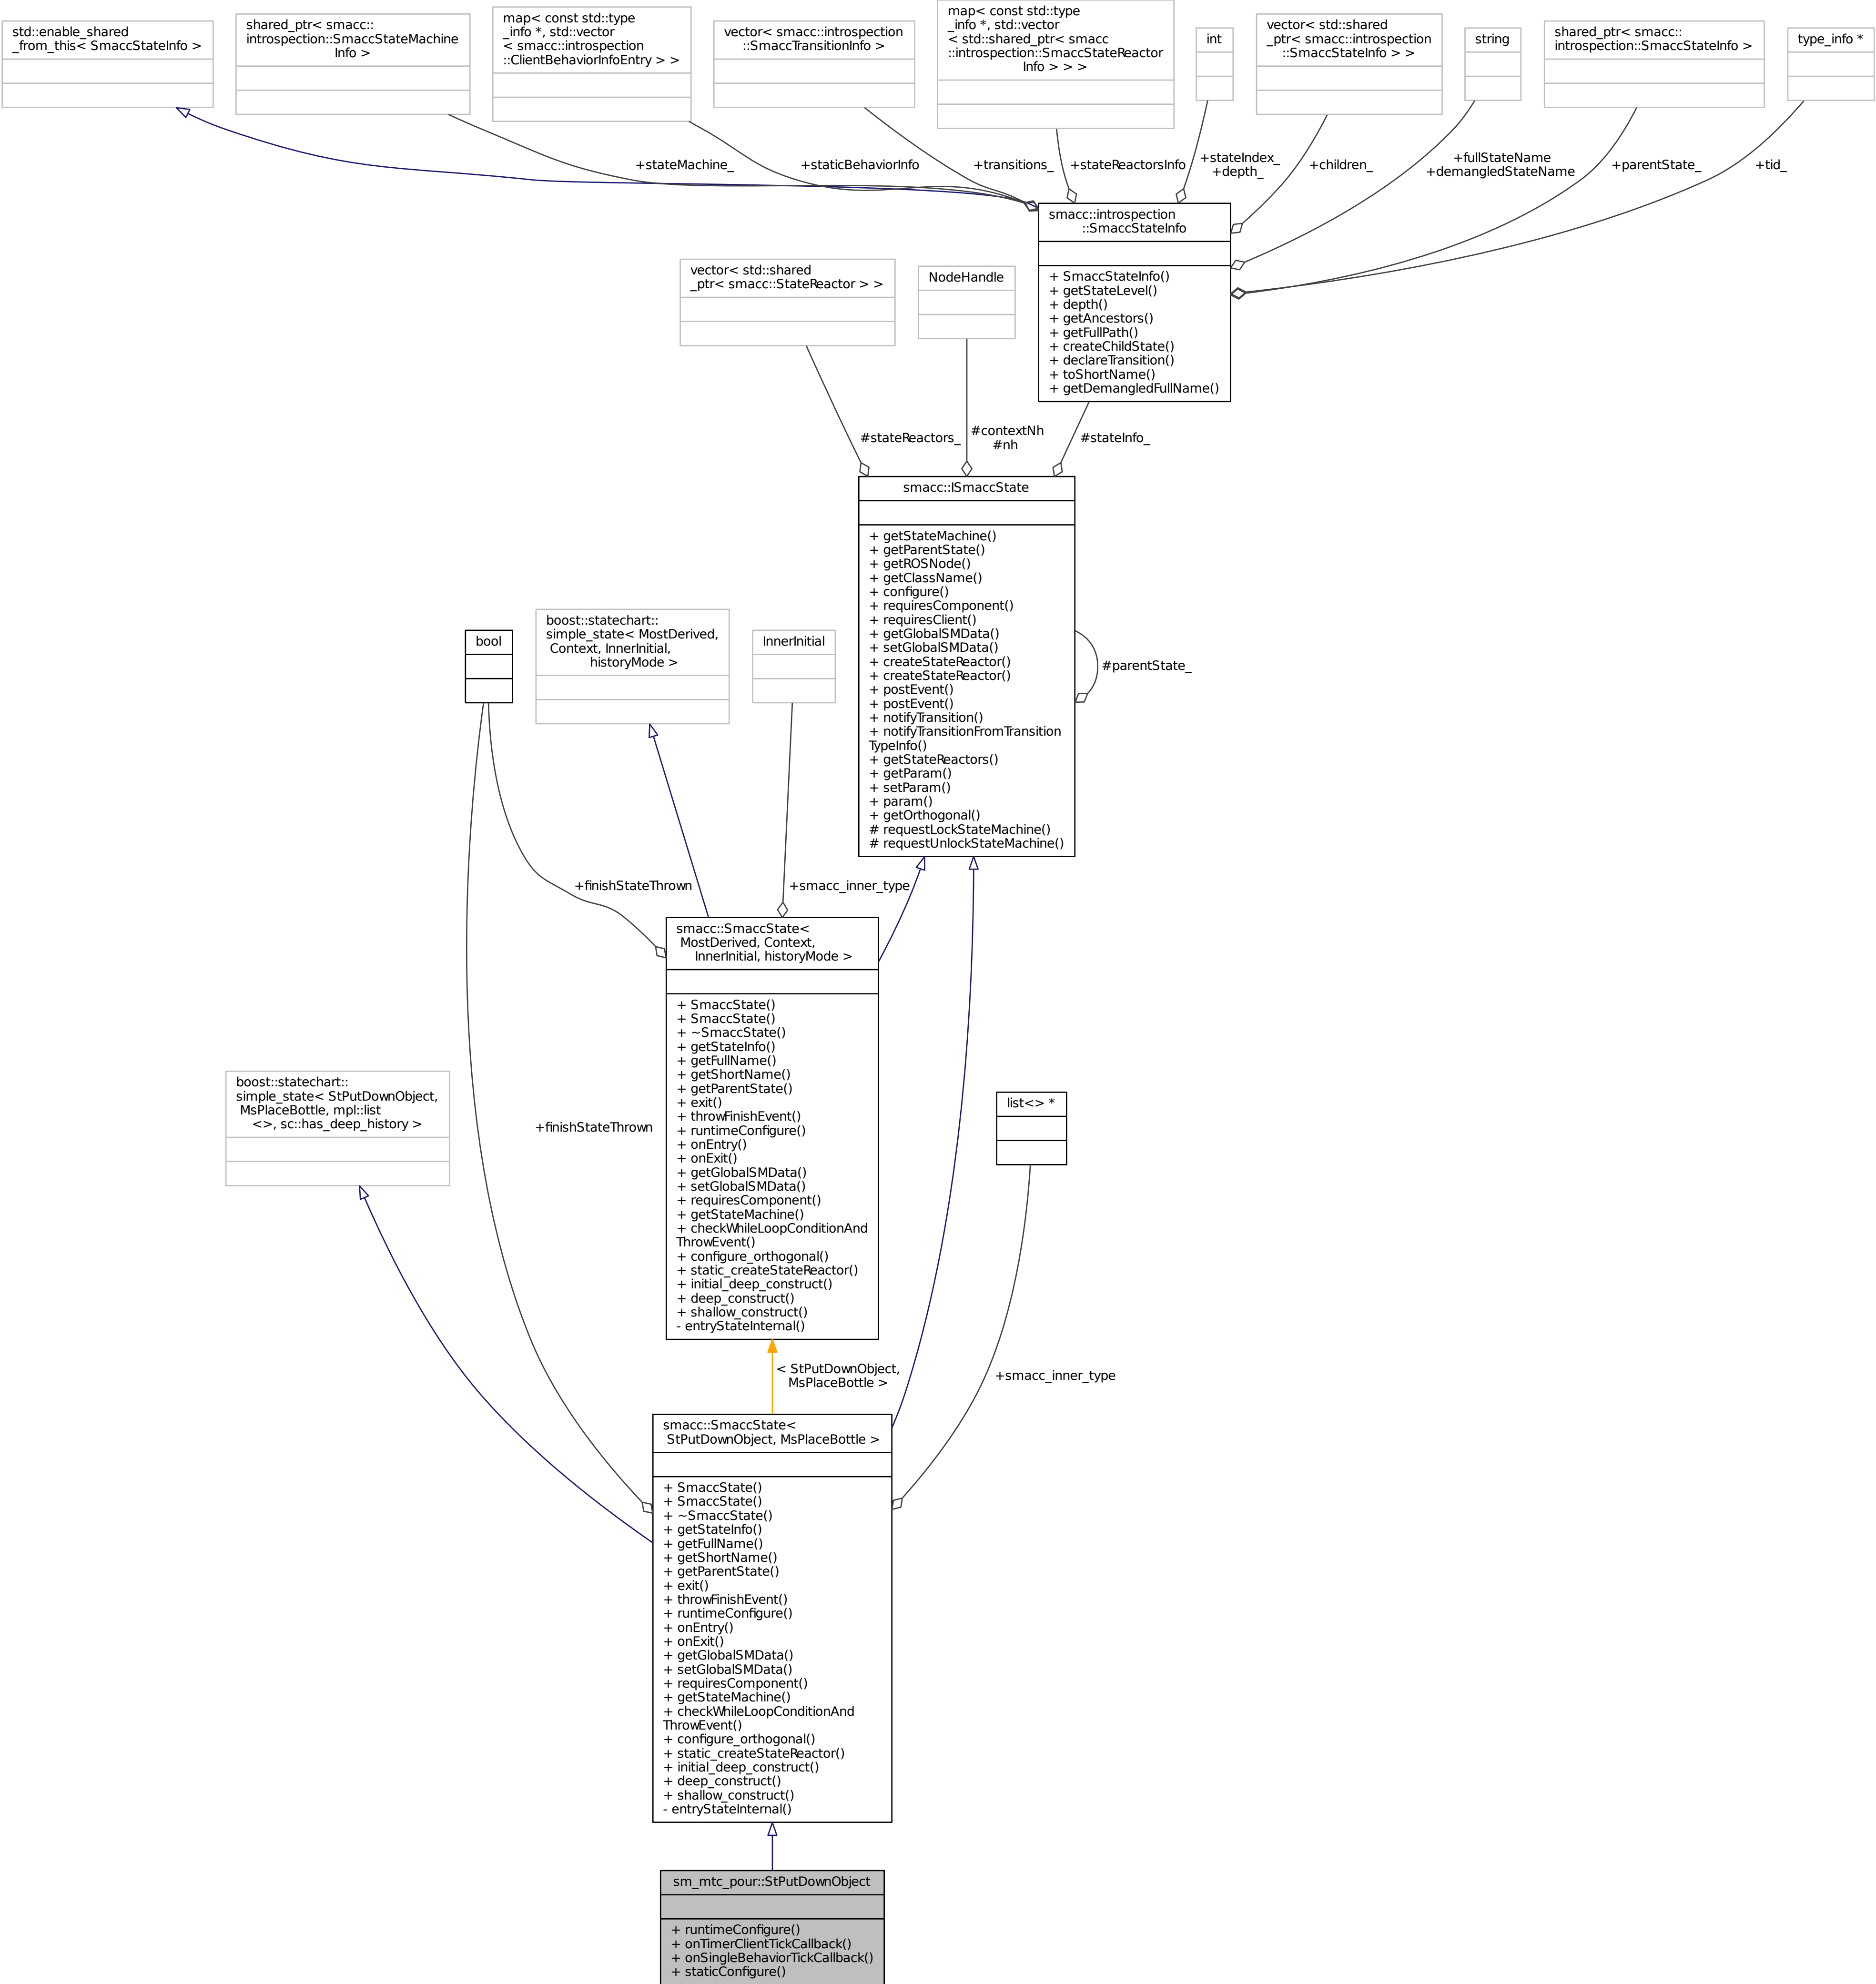 std::enable_shared
_from_this< SmaccStateInfo >
shared_ptr< smacc::
introspection::SmaccStateMachine
Info >
map< const std::type
_info *, std::vector
< smacc::introspection
::ClientBehaviorInfoEntry > >
vector< smacc::introspection
::SmaccTransitionInfo >
map< const std::type
_info *, std::vector
< std::shared_ptr< smacc
::introspection::SmaccStateReactor
Info > > >
int
vector< std::shared
_ptr< smacc::introspection
::SmaccStateInfo > >
string
shared_ptr< smacc::
introspection::SmaccStateInfo >
type_info *
+stateMachine_
+staticBehaviorInfo
+transitions_
+stateReactorsInfo
+stateIndex_
+depth_
+children_
+fullStateName
+demangledStateName
+parentState_
+tid_
smacc::introspection
::SmaccStateInfo
+ SmaccStateInfo()
+ getStateLevel()
+ depth()
+ getAncestors()
+ getFullPath()
+ createChildState()
+ declareTransition()
+ toShortName()
+ getDemangledFullName()
vector< std::shared
_ptr< smacc::StateReactor > >
NodeHandle
#stateReactors_
#contextNh
#nh
#stateInfo_
smacc::ISmaccState
+ getStateMachine()
+ getParentState()
+ getROSNode()
+ getClassName()
+ configure()
+ requiresComponent()
+ requiresClient()
+ getGlobalSMData()
+ setGlobalSMData()
+ createStateReactor()
+ createStateReactor()
+ postEvent()
+ postEvent()
+ notifyTransition()
+ notifyTransitionFromTransition
TypeInfo()
+ getStateReactors()
+ getParam()
+ setParam()
+ param()
+ getOrthogonal()
# requestLockStateMachine()
# requestUnlockStateMachine()
#parentState_
bool
boost::statechart::
simple_state< MostDerived,
Context, InnerInitial,
historyMode >
InnerInitial
+finishStateThrown
+smacc_inner_type
smacc::SmaccState<
MostDerived, Context,
InnerInitial, historyMode >
+ SmaccState()
+ SmaccState()
+ ~SmaccState()
+ getStateInfo()
+ getFullName()
+ getShortName()
+ getParentState()
+ exit()
+ throwFinishEvent()
+ runtimeConfigure()
+ onEntry()
+ onExit()
+ getGlobalSMData()
+ setGlobalSMData()
+ requiresComponent()
+ getStateMachine()
+ checkWhileLoopConditionAnd
ThrowEvent()
+ configure_orthogonal()
+ static_createStateReactor()
+ initial_deep_construct()
+ deep_construct()
+ shallow_construct()
- entryStateInternal()
boost::statechart::
simple_state< StPutDownObject,
MsPlaceBottle, mpl::list
<>, sc::has_deep_history >
+finishStateThrown
list<> *
< StPutDownObject,
MsPlaceBottle >
+smacc_inner_type
smacc::SmaccState<
StPutDownObject, MsPlaceBottle >
+ SmaccState()
+ SmaccState()
+ ~SmaccState()
+ getStateInfo()
+ getFullName()
+ getShortName()
+ getParentState()
+ exit()
+ throwFinishEvent()
+ runtimeConfigure()
+ onEntry()
+ onExit()
+ getGlobalSMData()
+ setGlobalSMData()
+ requiresComponent()
+ getStateMachine()
+ checkWhileLoopConditionAnd
ThrowEvent()
+ configure_orthogonal()
+ static_createStateReactor()
+ initial_deep_construct()
+ deep_construct()
+ shallow_construct()
- entryStateInternal()
sm_mtc_pour::StPutDownObject
+ runtimeConfigure()
+ onTimerClientTickCallback()
+ onSingleBehaviorTickCallback()
+ staticConfigure()